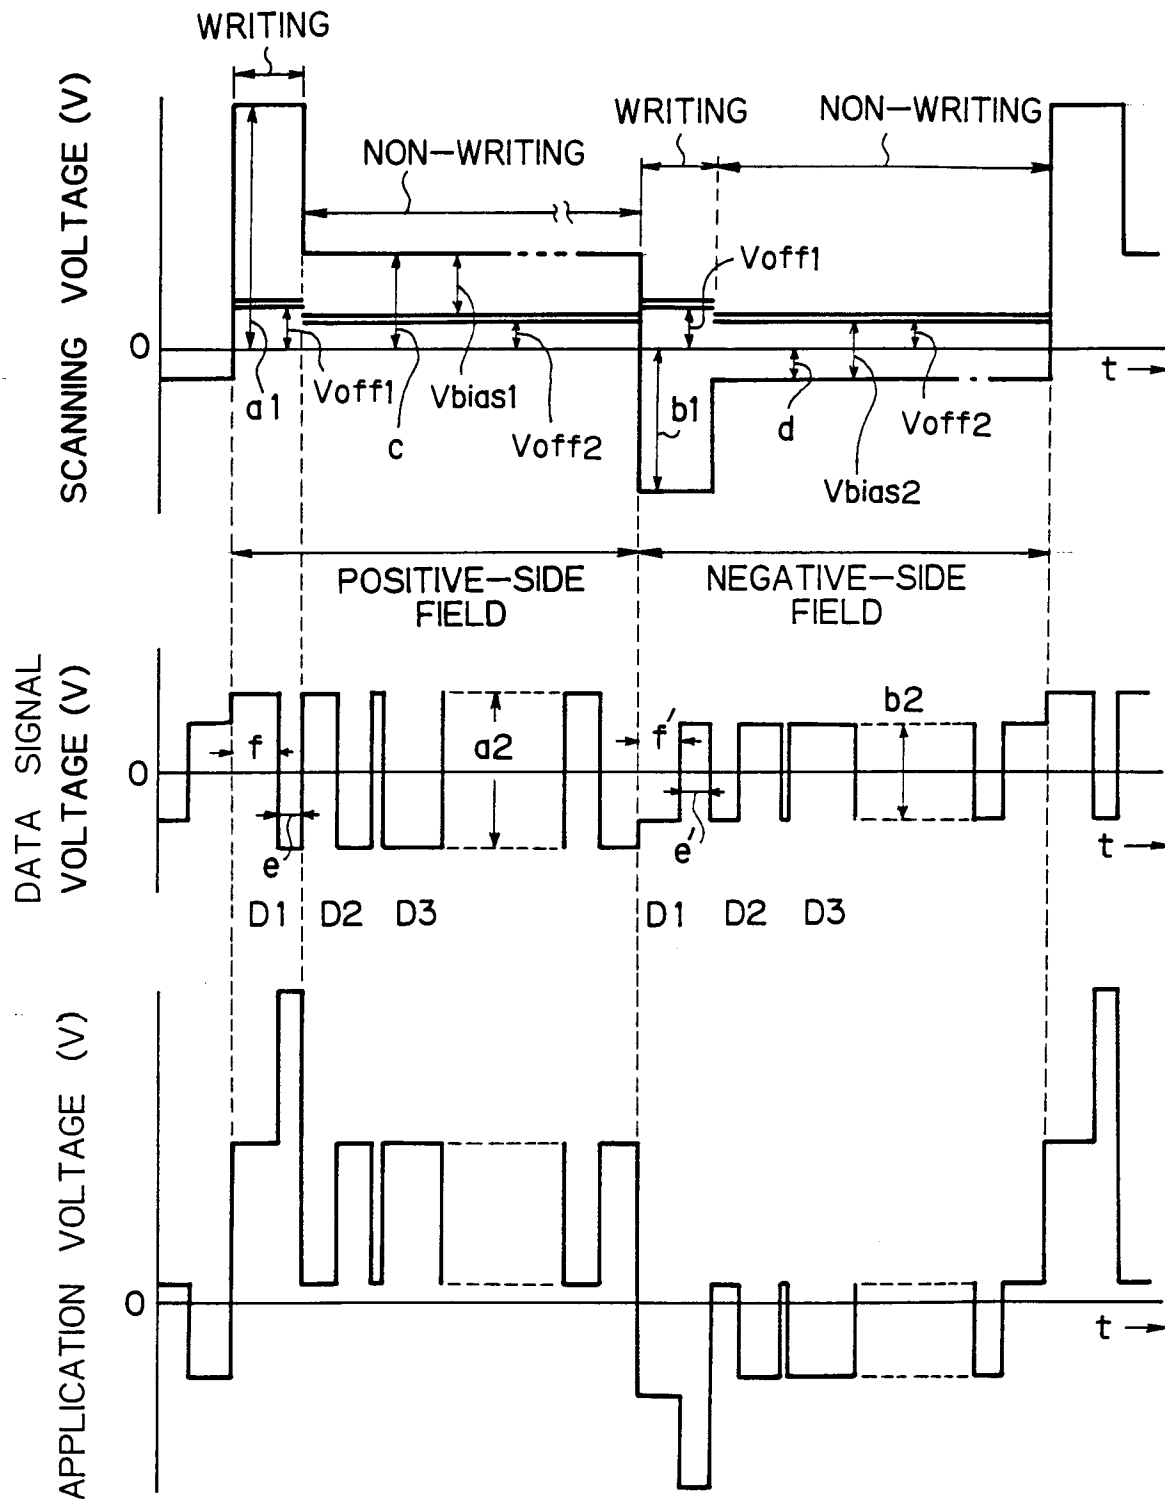 WRITING
SCANNING VOLTAGE (V)
NON-WRITING
WRITING
NON-WRITING
Voff1
0
t
a1
Voff1
Vbias1
c
Voff2
b1
d
Voff2
Vbias2
POSITIVE-SIDE
FIELD
NEGATIVE-SIDE
FIELD
DATA SIGNAL
VOLTAGE (V)
f
a2
f'
b2
0
e
e'
t
D1 D2 D3 D1 D2 D3
APPLICATION VOLTAGE (V)
0
t